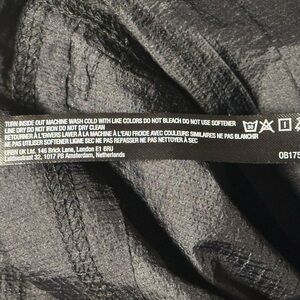 TURN INSIDE OUT MACHINE WASH COLD WITH LIKE COLORS DO NOT BLEACH DO NOT USE SOFTENER
LINE DRY DO NOT IRON DO NOT DRY CLEAN
RETOURNER À L'ENVERS LAVER À LA MACHINE À L'EAU FROIDE AVEC COULEURS SIMILAIRES NE PAS BLANCHIR
NE PAS UTILISER SOFTENER LIGNE SEC NE PAS REPASSER NE PAS NETTOYER À SEC
URBN UK Ltd. 146 Brick Lane, London E1 6RU
Leidsestraat 32, 1017 PB Amsterdam, Netherlands
OB175